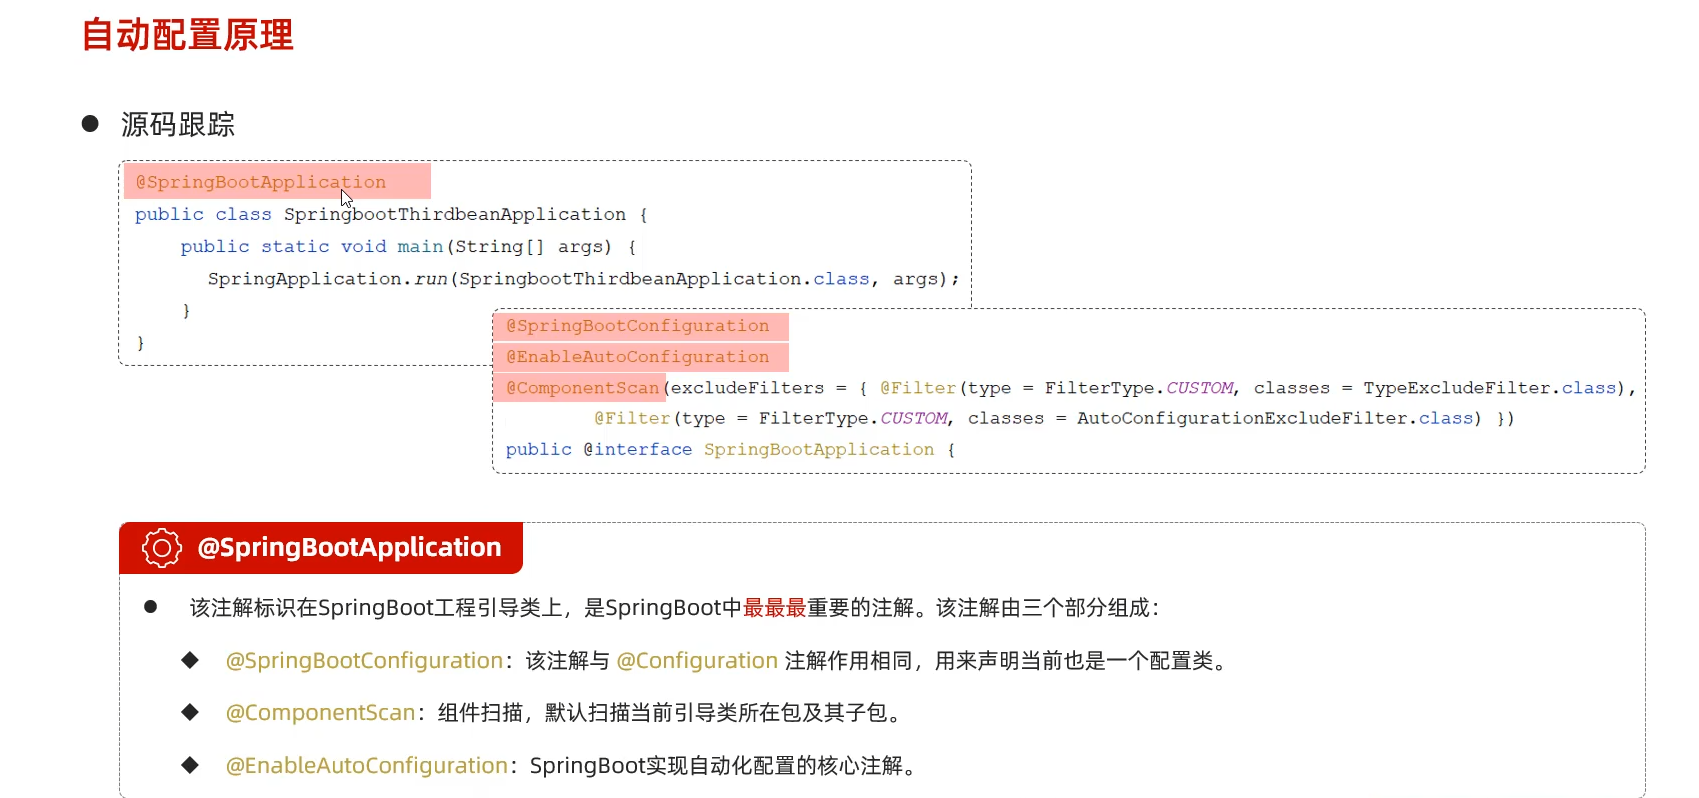 自动配置原理
● 源码跟踪
@SpringBootApplication
public class SpringbootThirdbeanApplication {
public static void main(String[] args) {
SpringApplication.run(SpringbootThirdbeanApplication.class, args);
}
}
@SpringBootConfiguration
@EnableAutoConfiguration
@ComponentScan(excludeFilters = { @Filter(type = FilterType.CUSTOM, classes = TypeExcludeFilter.class),
@Filter(type = FilterType.CUSTOM, classes = AutoConfigurationExcludeFilter.class) })
public @interface SpringBootApplication {
@SpringBootApplication
● 该注解标识在SpringBoot工程引导类上，是SpringBoot中最最最重要的注解。该注解由三个部分组成：
◆ @SpringBootConfiguration：该注解与 @Configuration 注解作用相同，用来声明当前也是一个配置类。
◆ @ComponentScan：组件扫描，默认扫描当前引导类所在包及其子包。
◆ @EnableAutoConfiguration：SpringBoot实现自动化配置的核心注解。